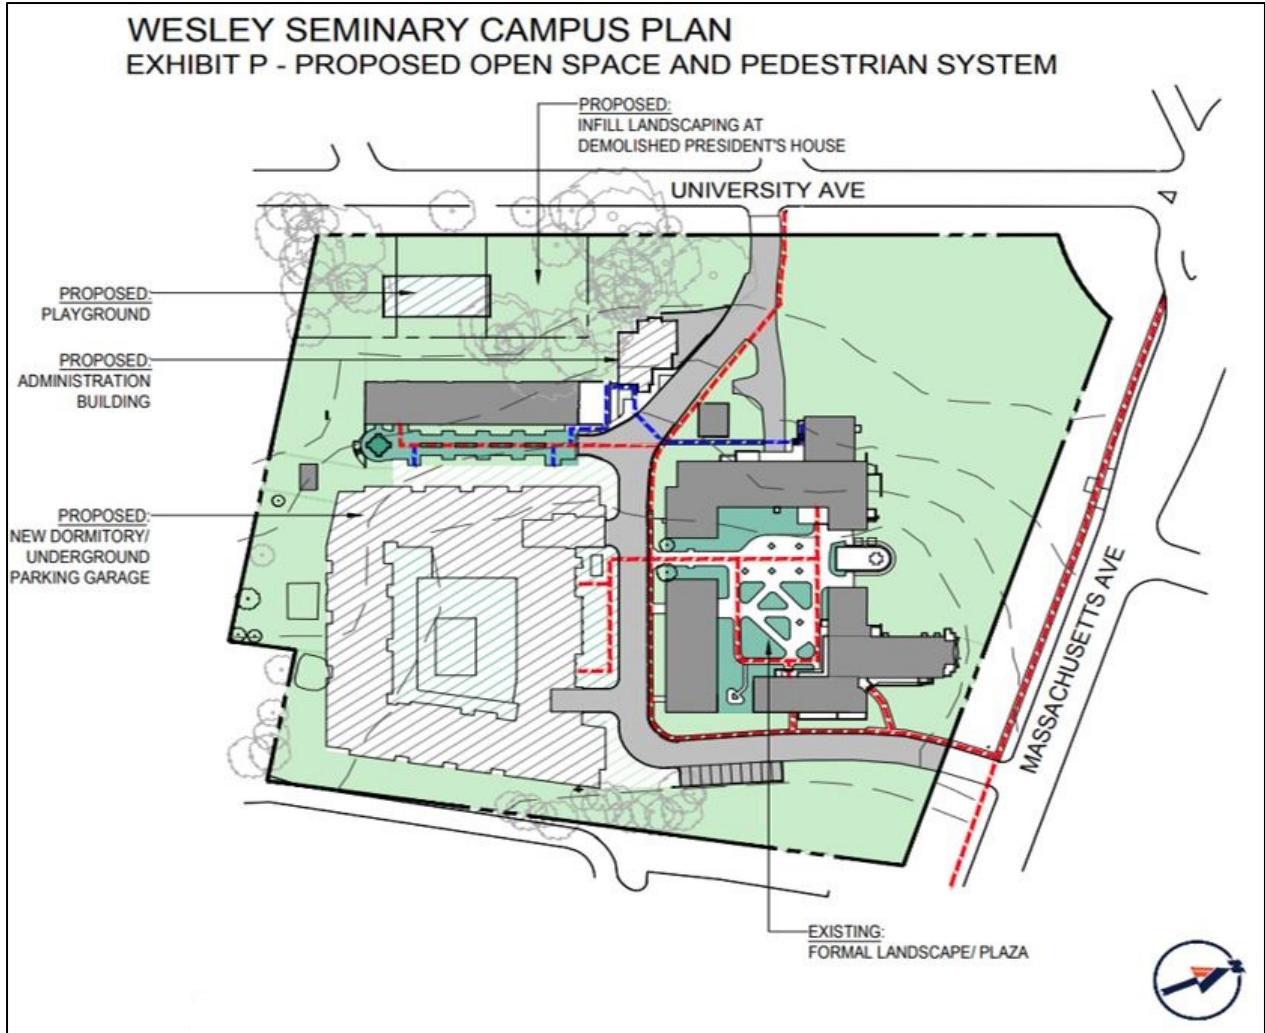 WESLEY SEMINARY CAMPUS PLAN
EXHIBIT P - PROPOSED OPEN SPACE AND PEDESTRIAN SYSTEM
PROPOSED:
INFILL LANDSCAPING AT
DEMOLISHED PRESIDENT'S HOUSE
UNIVERSITY AVE
PROPOSED:
PLAYGROUND
PROPOSED:
ADMINISTRATION
BUILDING
PROPOSED:
NEW DORMITORY/
UNDERGROUND
PARKING GARAGE
MASSACHUSETTS AVE
EXISTING:
FORMAL LANDSCAPE/ PLAZA
N